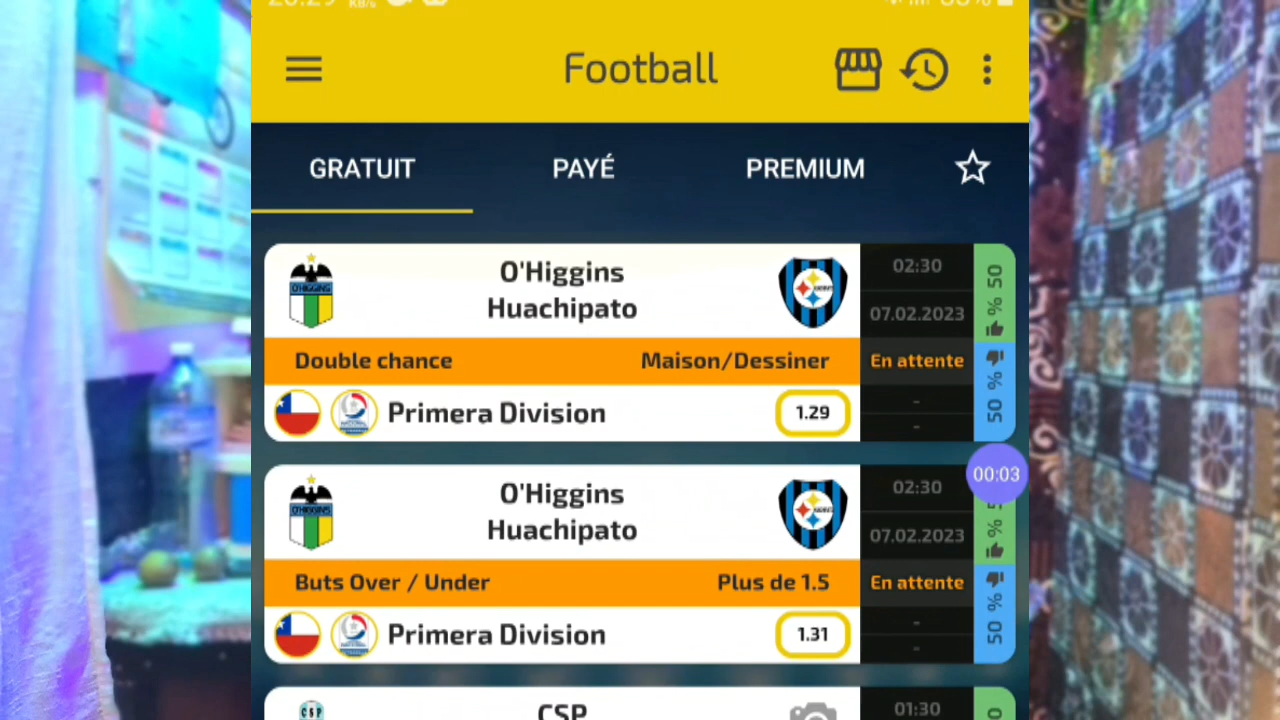 Football
GRATUIT PAYÉ PREMIUM
O'Higgins
Huachipato
02:30
07.02.2023
50 %
Double chance Maison/Dessiner
En attente
50 %
Primera Division
1.29
-
-
00:03
O'Higgins
Huachipato
02:30
07.02.2023
%
Buts Over / Under Plus de 1.5
En attente
50 %
Primera Division
1.31
-
-
CSP
CSP
01:30